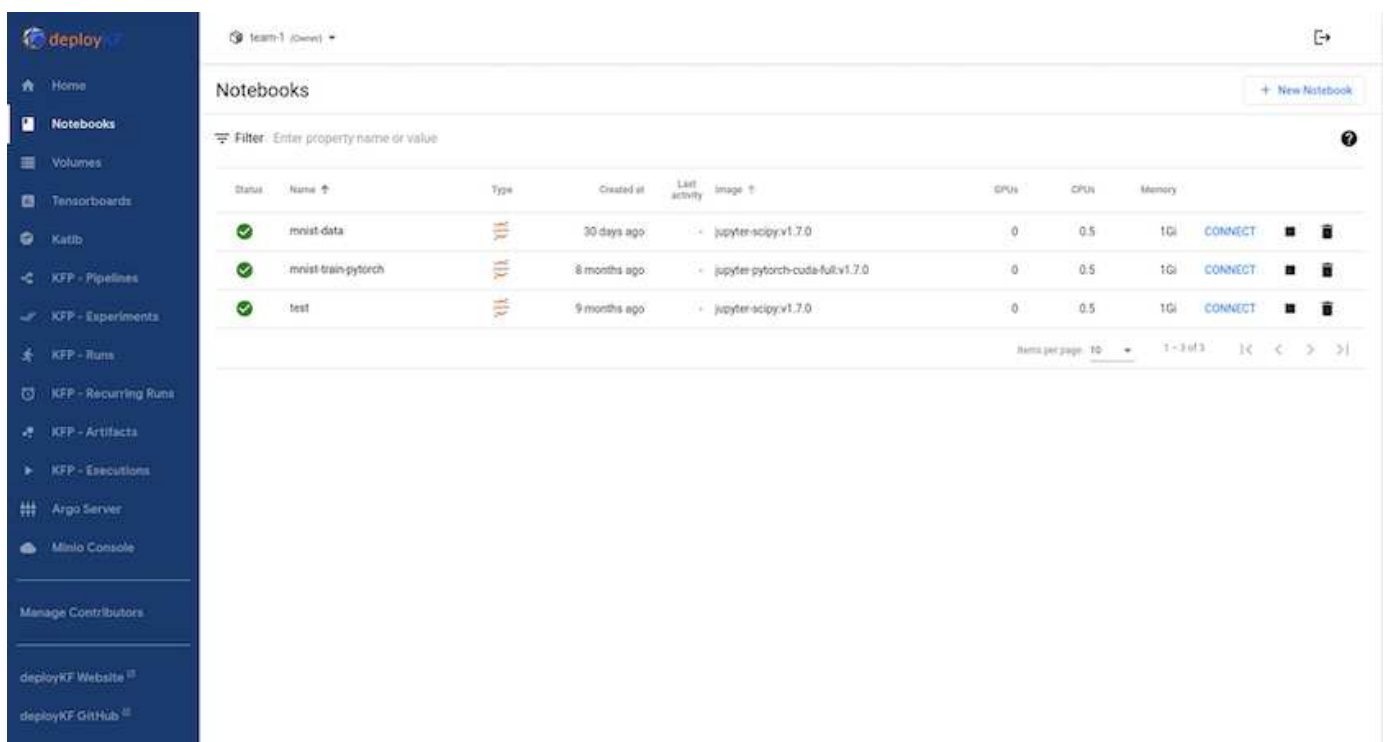 deployKF
team-1 (Owner)
Home
Notebooks
Volumes
Tensorboards
Katib
KFP - Pipelines
KFP - Experiments
KFP - Runs
KFP - Recurring Runs
KFP - Artifacts
KFP - Executions
Argo Server
Minio Console
Manage Contributors
deployKF Website
deployKF GitHub
Notebooks
+ New Notebook
Filter Enter property name or value
Status Name Type Created at Last activity Image GPUs CPUs Memory
mnist-data 30 days ago - jupyter-scipy:v1.7.0 0 0.5 1Gi CONNECT
mnist-train-pytorch 8 months ago - jupyter-pytorch-cuda-full:v1.7.0 0 0.5 1Gi CONNECT
test 9 months ago - jupyter-scipy:v1.7.0 0 0.5 1Gi CONNECT
Items per page: 10 1 - 3 of 3